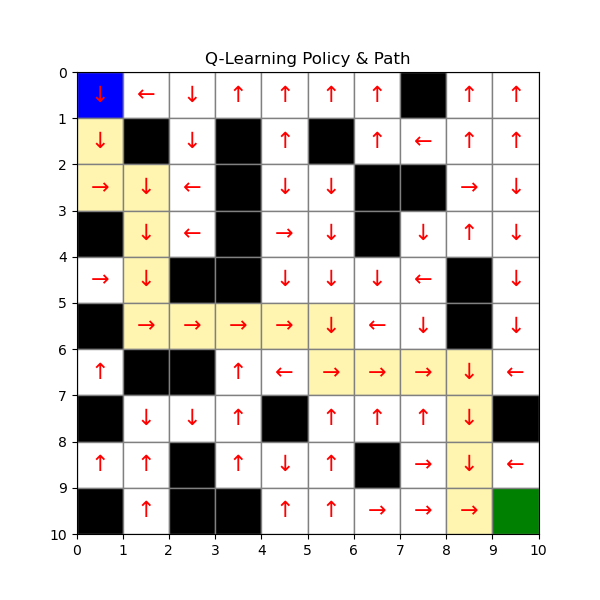 Q-Learning Policy & Path
0
↓ ← ↓ ↑ ↑ ↑ ↑ ↑ ↑
1
↓ ↓ ↑ ↑ ← ↑ ↑
2
→ ↓ ← ↓ ↓ → ↓
3
↓ ← → ↓ ↓ ↑ ↓
4
→ ↓ ↓ ↓ ↓ ← ↓
5
→ → → → ↓ ← ↓ ↓
6
↑ ↑ ← → → → ↓ ←
7
↓ ↓ ↑ ↑ ↑ ↑ ↓
8
↑ ↑ ↑ ↓ ↑ → ↓ ←
9
↑ ↑ ↑ → → →
10
0 1 2 3 4 5 6 7 8 9 10